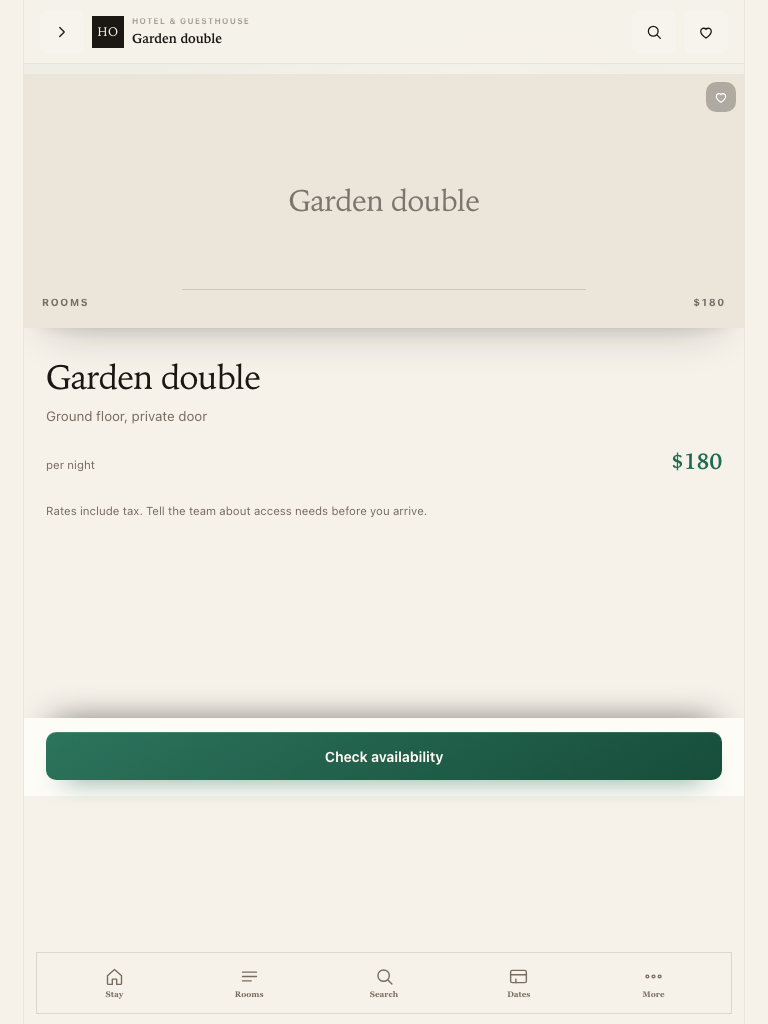 HO
HOTEL & GUESTHOUSE
Garden double
Garden double
ROOMS
$180
Garden double
Ground floor, private door
per night
$180
Rates include tax. Tell the team about access needs before you arrive.
Check availability
Stay
Rooms
Search
Dates
More